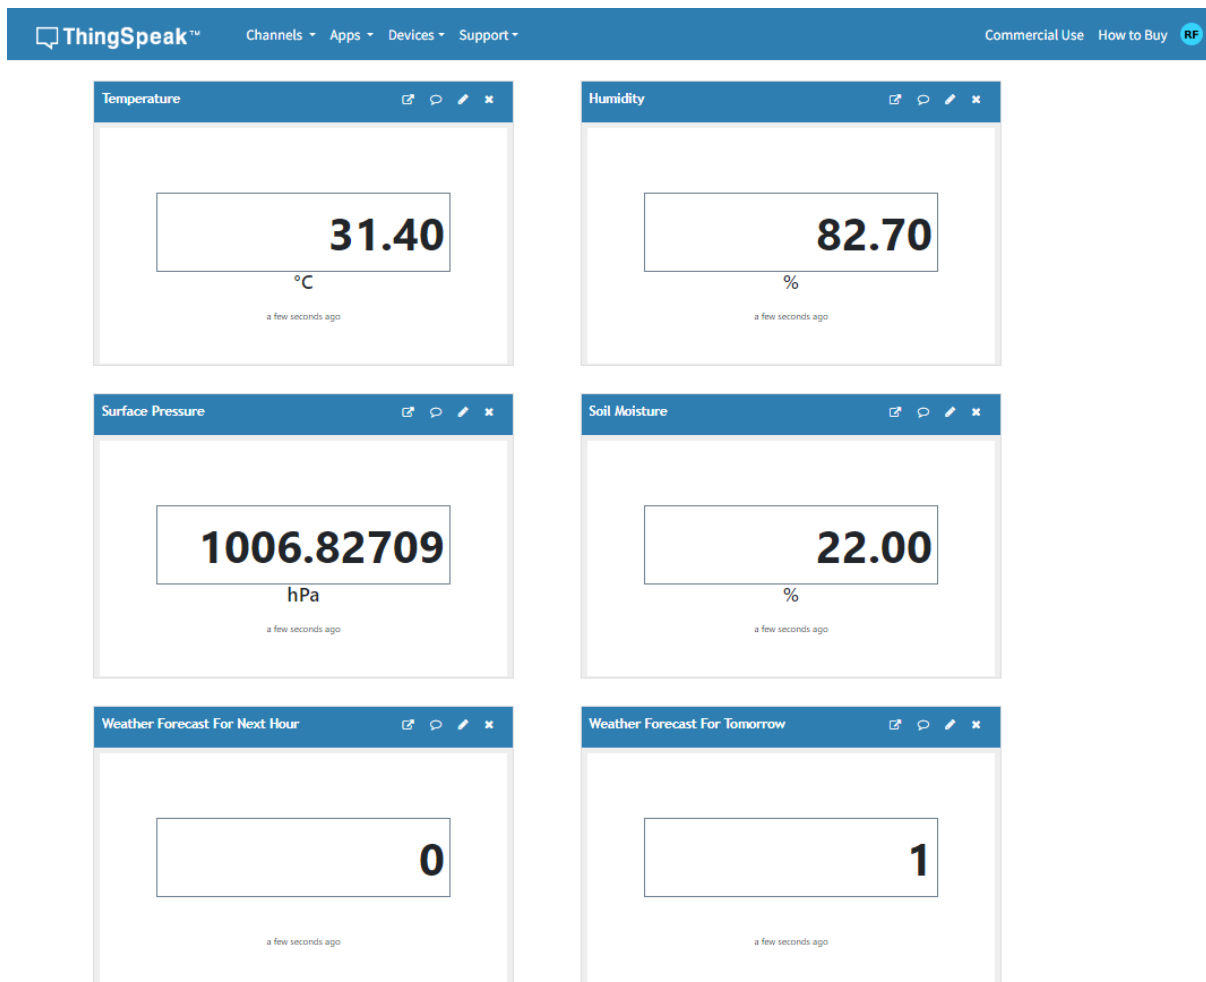 ThingSpeak™ Channels Apps Devices Support Commercial Use How to Buy RF
Temperature
31.40
°C
a few seconds ago
Humidity
82.70
%
a few seconds ago
Surface Pressure
1006.82709
hPa
a few seconds ago
Soil Moisture
22.00
%
a few seconds ago
Weather Forecast For Next Hour
0
a few seconds ago
Weather Forecast For Tomorrow
1
a few seconds ago